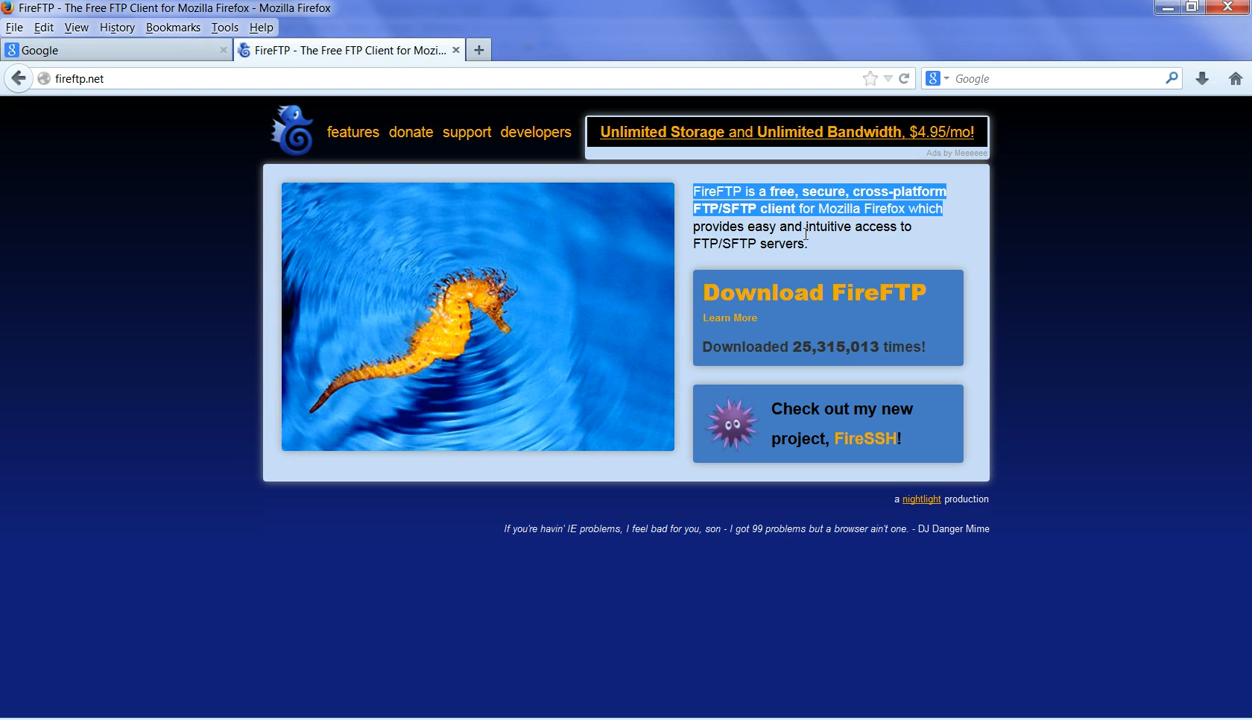 FireFTP - The Free FTP Client for Mozilla Firefox - Mozilla Firefox
File Edit View History Bookmarks Tools Help
Google
FireFTP - The Free FTP Client for Mozi...
fireftp.net
Google
features donate support developers
Unlimited Storage and Unlimited Bandwidth, $4.95/mo!
Ads by Meeeeee
FireFTP is a free, secure, cross-platform
FTP/SFTP client for Mozilla Firefox which
provides easy and intuitive access to
FTP/SFTP servers.
Download FireFTP
Learn More
Downloaded 25,315,013 times!
Check out my new
project, FireSSH!
a nightlight production
If you're havin' IE problems, I feel bad for you, son - I got 99 problems but a browser ain't one. - DJ Danger Mime